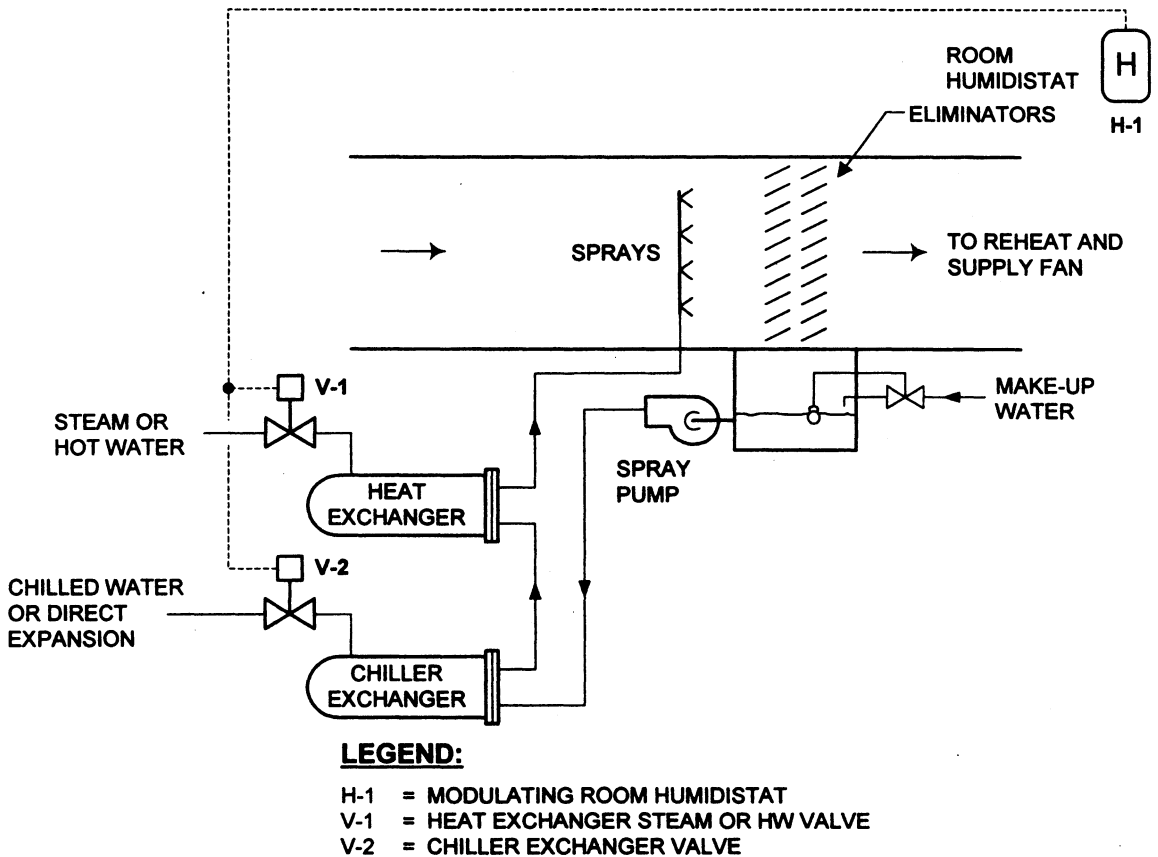 ROOM
HUMIDISTAT
H
H-1
ELIMINATORS
SPRAYS
TO REHEAT AND
SUPPLY FAN
V-1
STEAM OR
HOT WATER
MAKE-UP
WATER
SPRAY
PUMP
HEAT
EXCHANGER
V-2
CHILLED WATER
OR DIRECT
EXPANSION
CHILLER
EXCHANGER
LEGEND:
H-1 = MODULATING ROOM HUMIDISTAT
V-1 = HEAT EXCHANGER STEAM OR HW VALVE
V-2 = CHILLER EXCHANGER VALVE